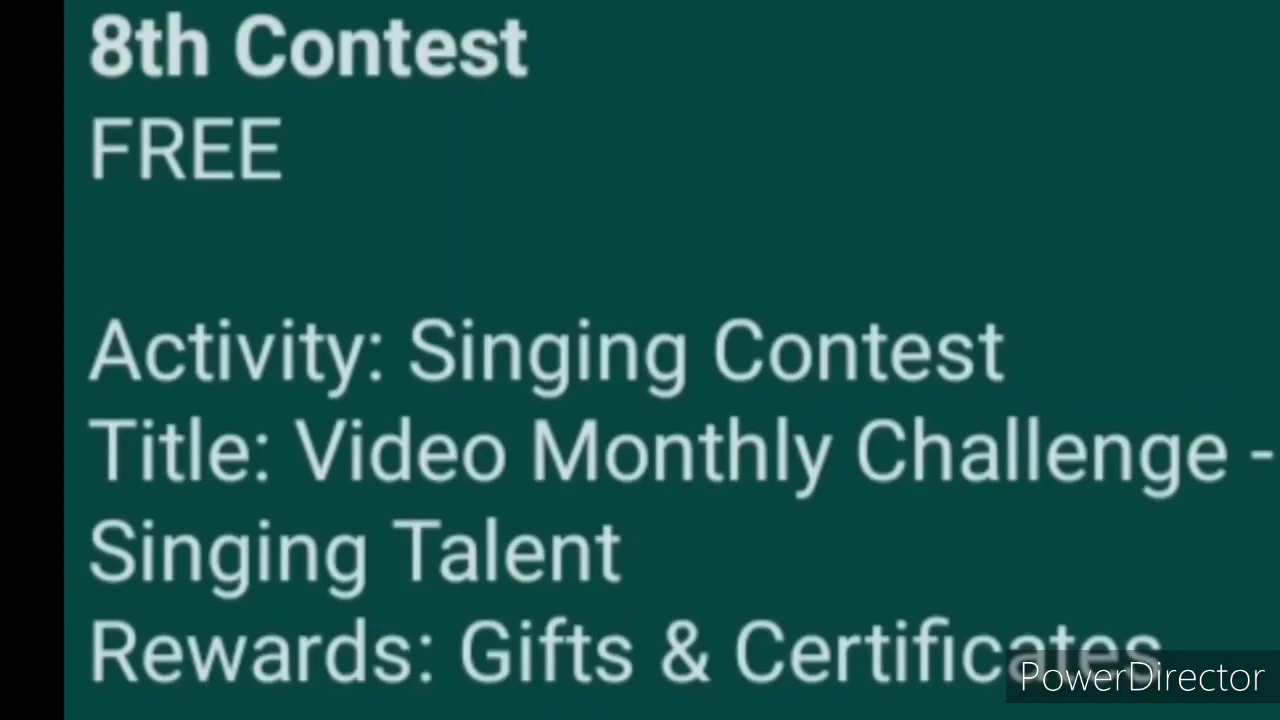 8th Contest
FREE
Activity: Singing Contest
Title: Video Monthly Challenge -
Singing Talent
Rewards: Gifts & Certificates
PowerDirector